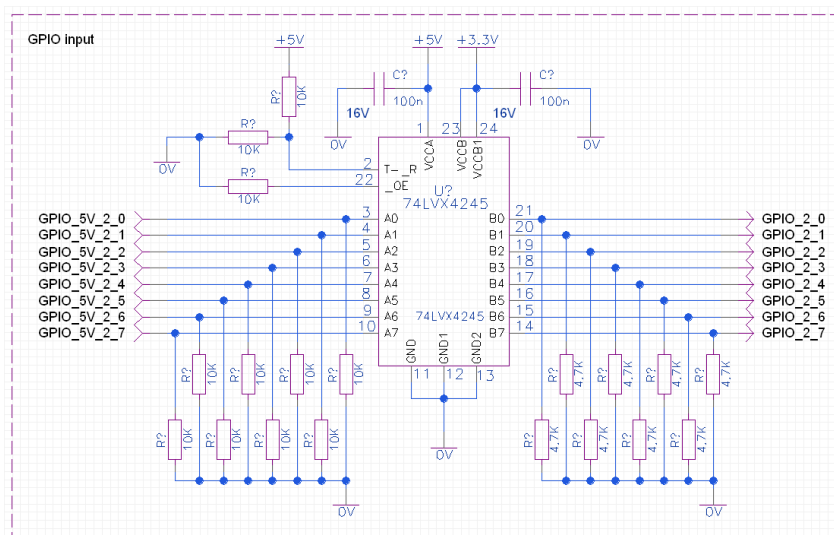 GPIO input
+5V
+5V
+3.3V
C?
100n
16V
C?
100n
16V
R?
10K
R?
10K
R?
10K
0V
0V
0V
1
23
24
VCCA
VCCB
VCCB1
2
T-_R
22
_OE
U?
74LVX4245
GPIO_5V_2_0
3
A0
B0
21
GPIO_2_0
GPIO_5V_2_1
4
A1
B1
20
GPIO_2_1
GPIO_5V_2_2
5
A2
B2
19
GPIO_2_2
GPIO_5V_2_3
6
A3
B3
18
GPIO_2_3
GPIO_5V_2_4
7
A4
B4
17
GPIO_2_4
GPIO_5V_2_5
8
A5
B5
16
GPIO_2_5
GPIO_5V_2_6
9
A6
74LVX4245
B6
15
GPIO_2_6
GPIO_5V_2_7
10
A7
B7
14
GPIO_2_7
GND
GND1
GND2
11
12
13
R?
10K
R?
10K
R?
10K
R?
10K
R?
4.7K
R?
4.7K
R?
4.7K
R?
4.7K
R?
10K
R?
10K
R?
10K
R?
10K
R?
4.7K
R?
4.7K
R?
4.7K
R?
4.7K
0V
0V
0V